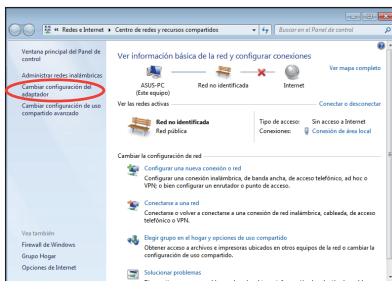 « Redes e Internet ▸ Centro de redes y recursos compartidos
Buscar en el Panel de control
Ventana principal del Panel de
control
Administrar redes inalámbricas
Cambiar configuración del
adaptador
Cambiar configuración de uso
compartido avanzado
Ver información básica de la red y configurar conexiones
Ver mapa completo
ASUS-PC
(Este equipo)
Red no identificada
Internet
Ver las redes activas
Conectar o desconectar
Red no identificada
Red pública
Tipo de acceso: Sin acceso a Internet
Conexiones: Conexión de área local
Cambiar la configuración de red
Configurar una nueva conexión o red
Configurar una conexión inalámbrica, de banda ancha, de acceso telefónico, ad hoc o
VPN; o bien configurar un enrutador o punto de acceso.
Conectarse a una red
Conectarse o volver a conectarse a una conexión de red inalámbrica, cableada, de acceso
telefónico o VPN.
Elegir grupo en el hogar y opciones de uso compartido
Obtener acceso a archivos e impresoras ubicados en otros equipos de la red o cambiar la
configuración de uso compartido.
Solucionar problemas
Vea también
Firewall de Windows
Grupo Hogar
Opciones de Internet